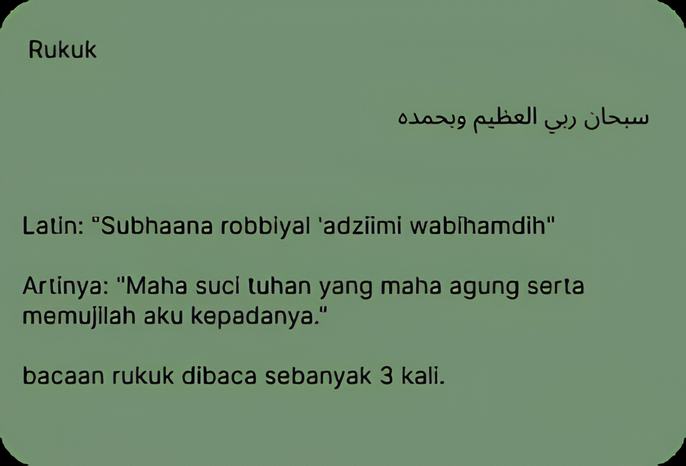 Rukuk
سبحان ربي العظيم وبحمده
Latin: "Subhaana robbiyal 'adziimi wabihamdih"
Artinya: "Maha suci tuhan yang maha agung serta
memujilah aku kepadanya."
bacaan rukuk dibaca sebanyak 3 kali.